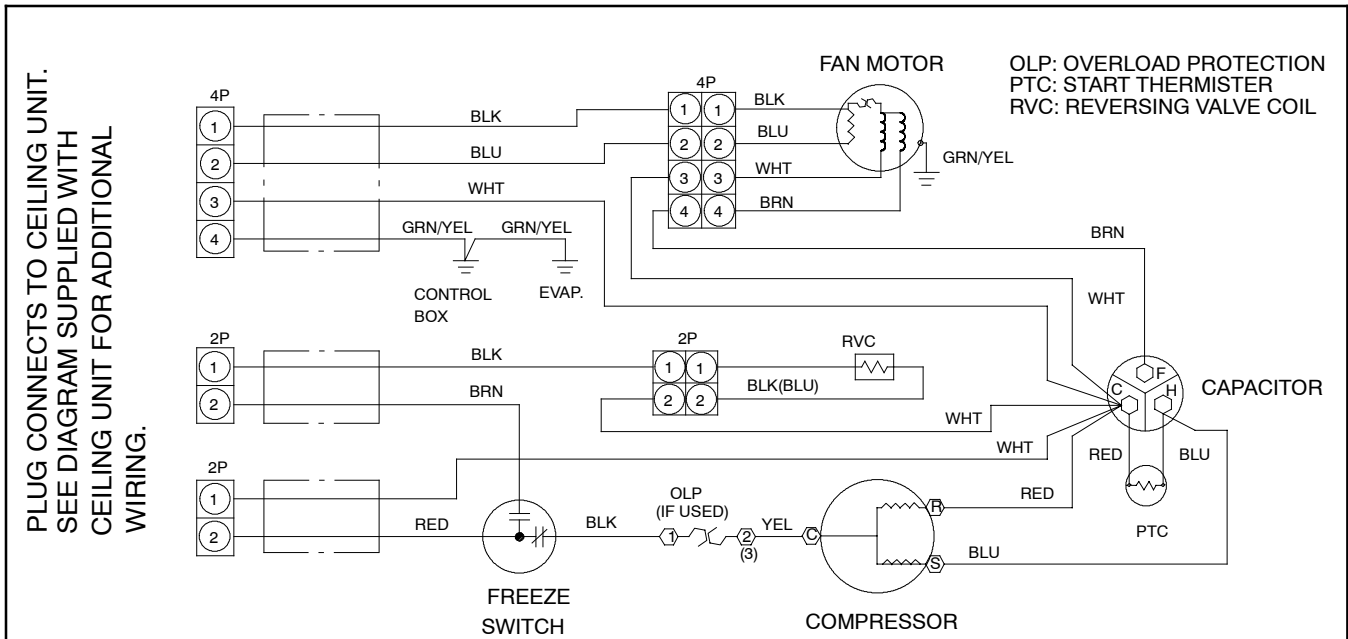 PLUG CONNECTS TO CEILING UNIT.
SEE DIAGRAM SUPPLIED WITH
CEILING UNIT FOR ADDITIONAL
WIRING.
OLP: OVERLOAD PROTECTION
PTC: START THERMISTER
RVC: REVERSING VALVE COIL
FAN MOTOR
4P
1
2
3
4
BLK
BLU
WHT
GRN/YEL
GRN/YEL
CONTROL
BOX
EVAP.
4P
1 1
2 2
3 3
4 4
BLK
BLU
WHT
BRN
GRN/YEL
BRN
WHT
2P
1
2
BLK
BRN
2P
1 1
2 2
RVC
BLK(BLU)
WHT
WHT
C
F
H
CAPACITOR
RED
BLU
PTC
2P
1
2
RED
FREEZE
SWITCH
BLK
OLP
(IF USED)
1
2
(3)
YEL
C
R
S
RED
BLU
COMPRESSOR